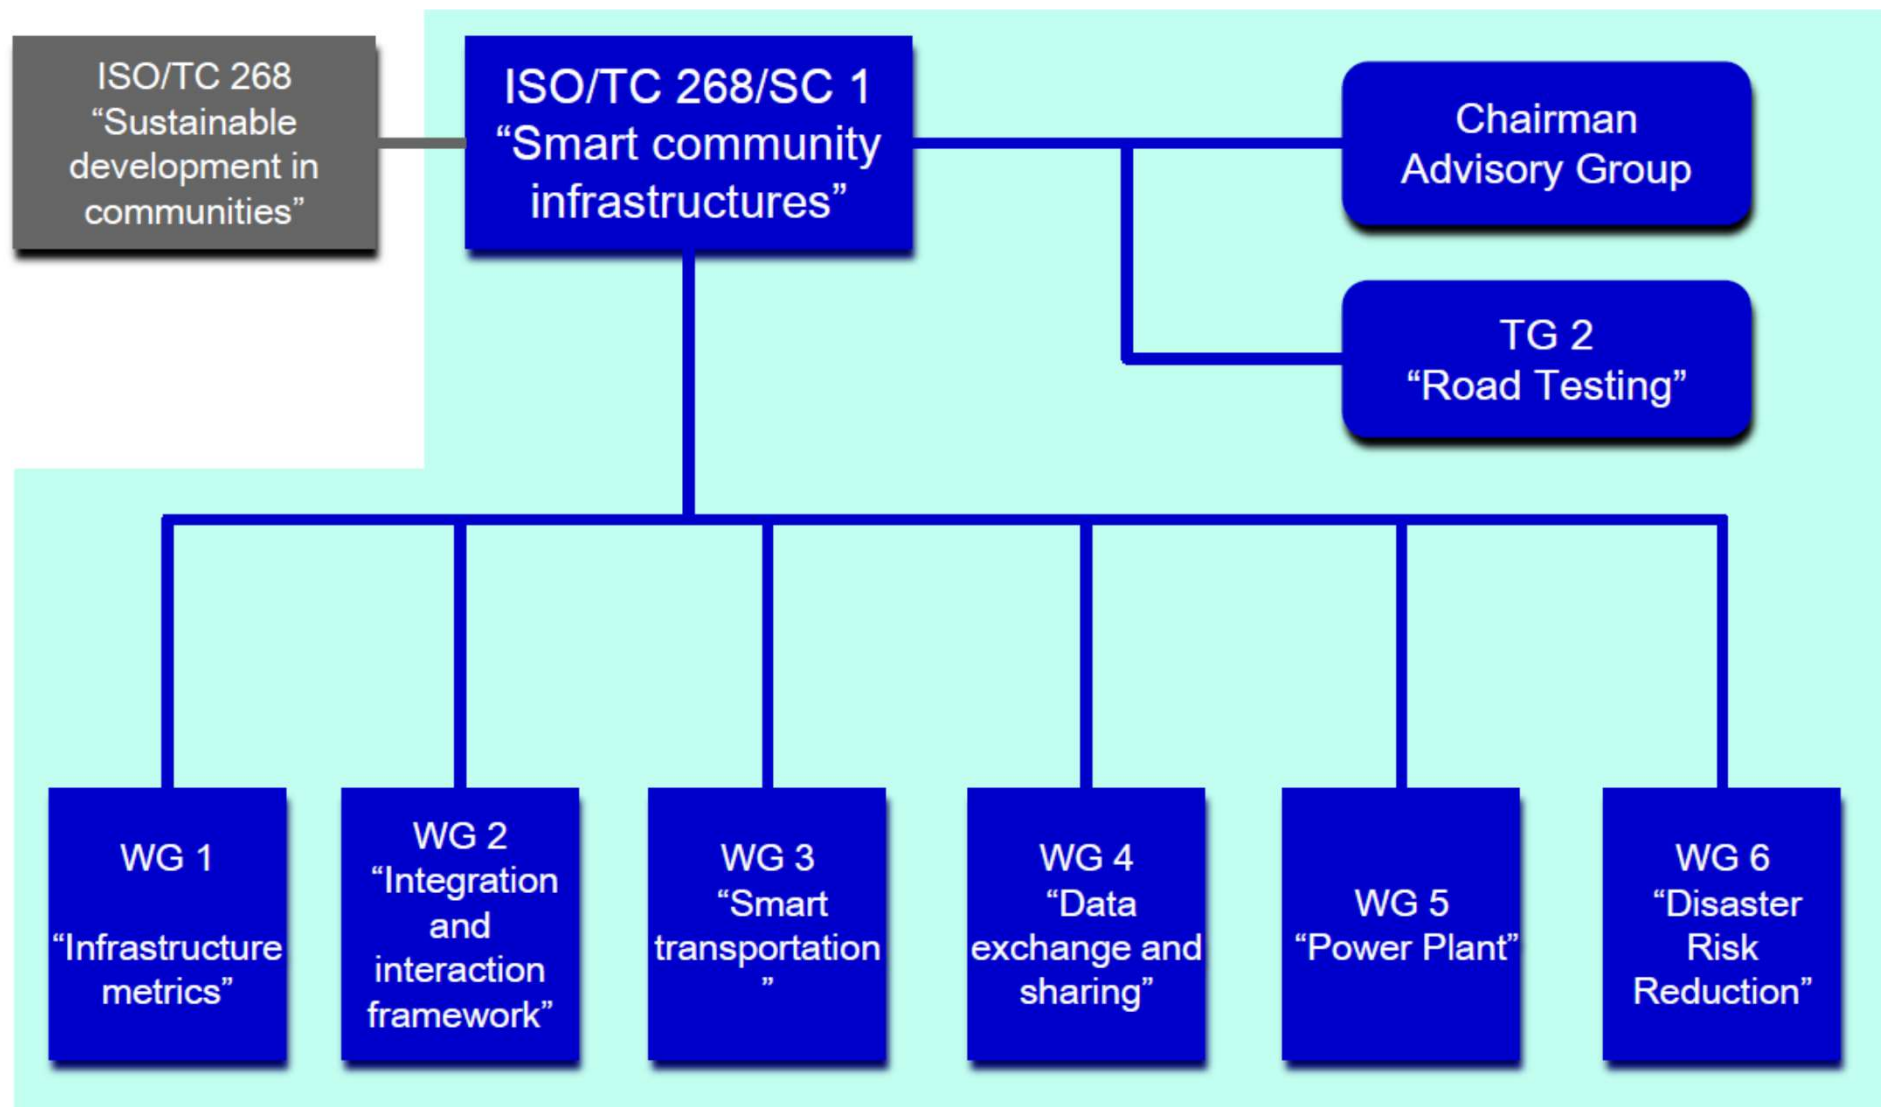 ISO/TC 268
“Sustainable
development in
communities”
ISO/TC 268/SC 1
“Smart community
infrastructures”
Chairman
Advisory Group
TG 2
“Road Testing”
WG 1
“Infrastructure
metrics”
WG 2
“Integration
and
interaction
framework”
WG 3
“Smart
transportation
”
WG 4
“Data
exchange and
sharing”
WG 5
“Power Plant”
WG 6
“Disaster
Risk
Reduction”